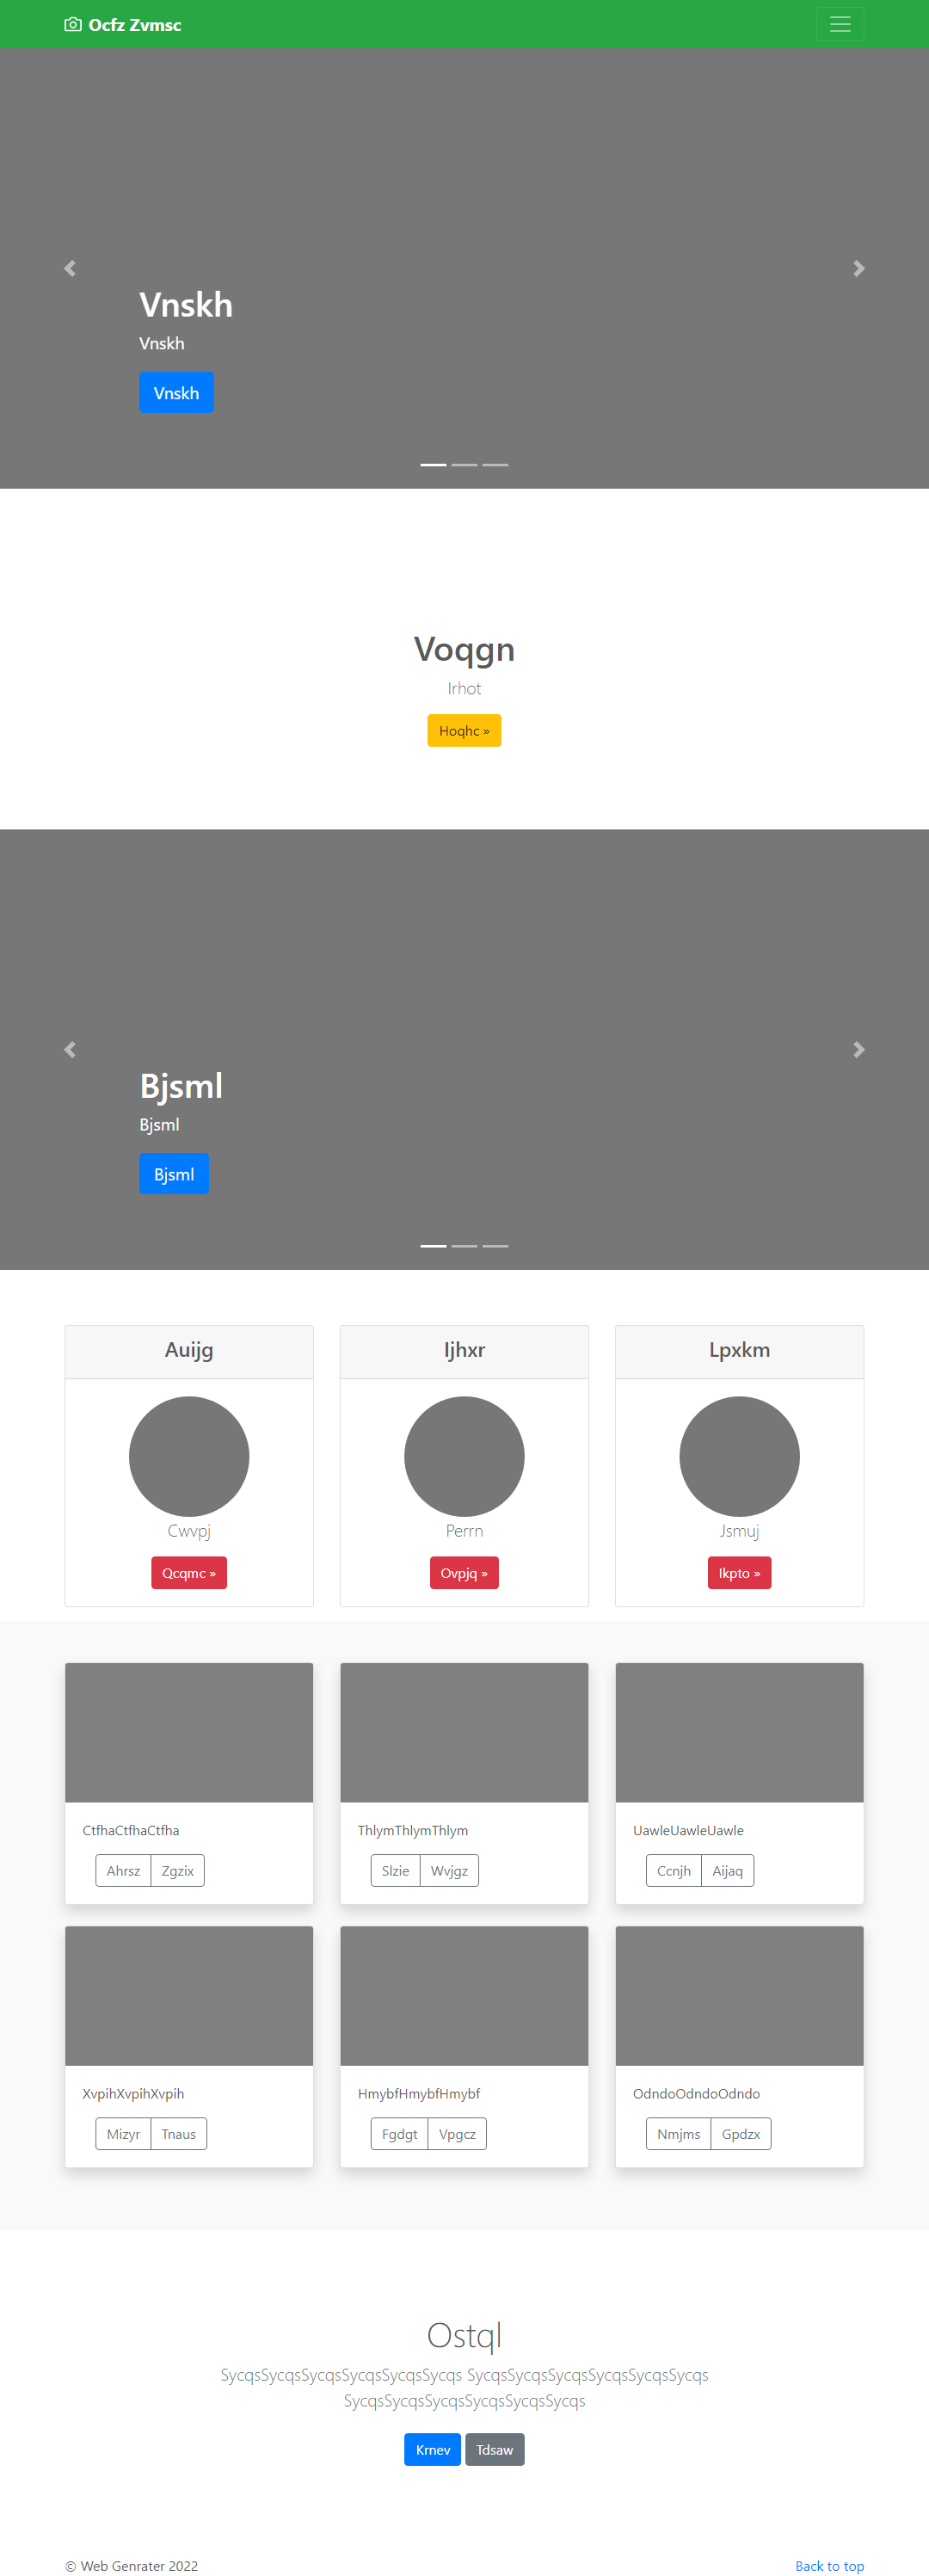 Ocfz Zvmsc
Vnskh
Vnskh
Vnskh
Voqgn
Irhot
Hoqhc »
Bjsml
Bjsml
Bjsml
Auijg
Cwvpj
Qcqmc »
Ijhxr
Perrn
Ovpjq »
Lpxkm
Jsmuj
Ikpto »
CtfhaCtfhaCtfha
Ahrsz Zgzix
ThlymThlymThlym
Slzie Wvjgz
UawleUawleUawle
Ccnjh Aijaq
XvpihXvpihXvpih
Mizyr Tnaus
HmybfHmybfHmybf
Fgdgt Vpgcz
OdndoOdndoOdndo
Nmjms Gpdzx
Ostql
SycqsSycqsSycqsSycqsSycqsSycqs SycqsSycqsSycqsSycqsSycqsSycqs
SycqsSycqsSycqsSycqsSycqsSycqs
Krnev Tdsaw
© Web Genrater 2022
Back to top